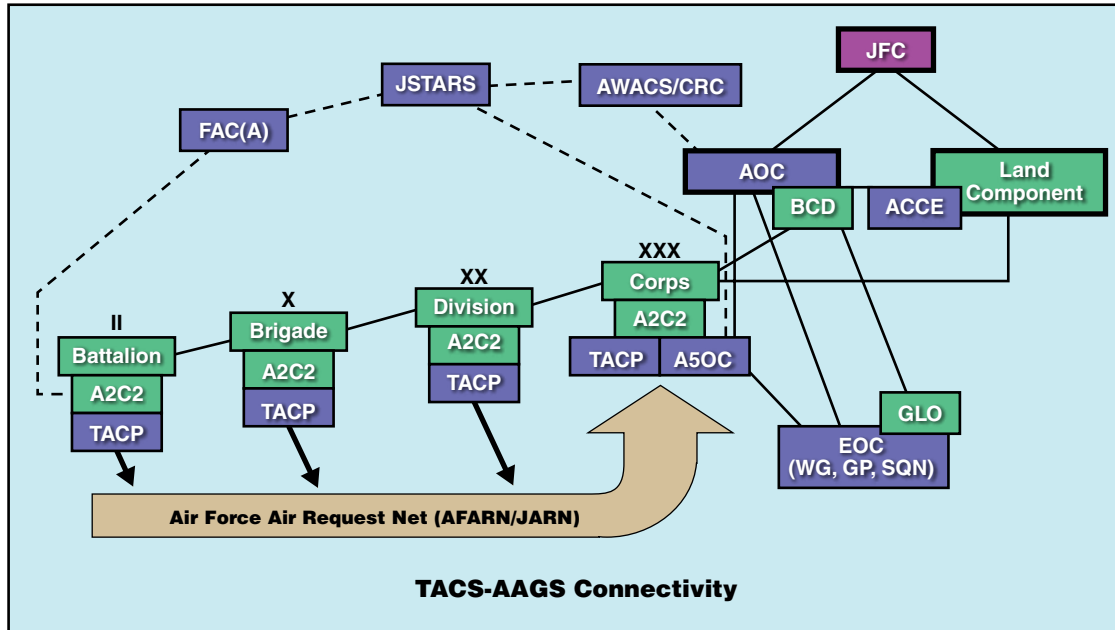 JFC
JSTARS
AWACS/CRC
FAC(A)
AOC
Land
Component
BCD
ACCE
XXX
Corps
A2C2
TACP
A5OC
XX
Division
A2C2
TACP
X
Brigade
A2C2
TACP
II
Battalion
A2C2
TACP
GLO
EOC
(WG, GP, SQN)
Air Force Air Request Net (AFARN/JARN)
TACS-AAGS Connectivity